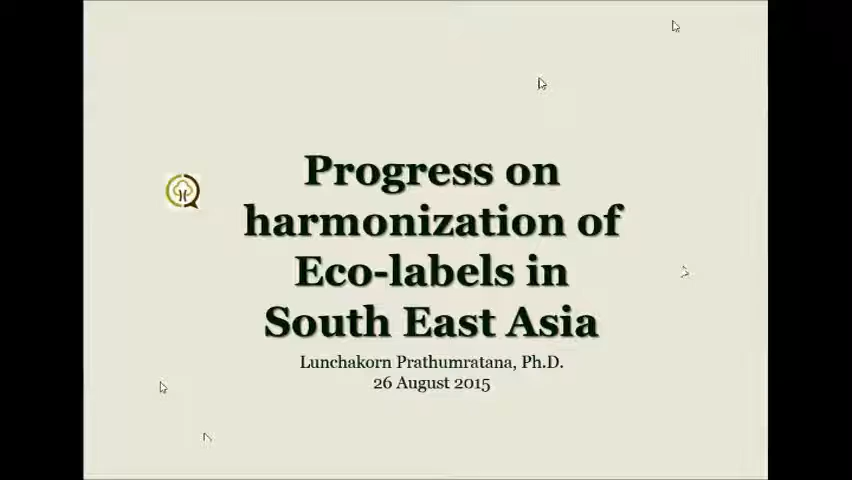 Progress on
harmonization of
Eco-labels in
South East Asia
Lunchakorn Prathumratana, Ph.D.
26 August 2015